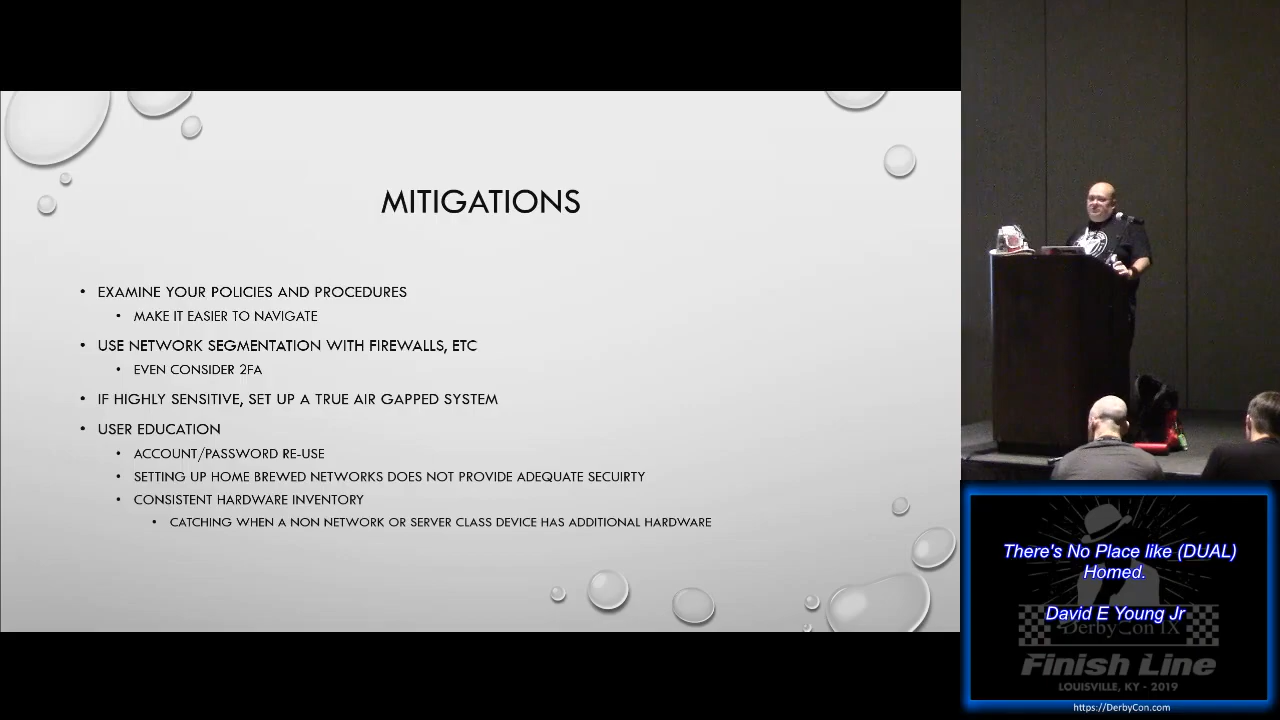 MITIGATIONS
• EXAMINE YOUR POLICIES AND PROCEDURES
• MAKE IT EASIER TO NAVIGATE
• USE NETWORK SEGMENTATION WITH FIREWALLS, ETC
• EVEN CONSIDER 2FA
• IF HIGHLY SENSITIVE, SET UP A TRUE AIR GAPPED SYSTEM
• USER EDUCATION
• ACCOUNT/PASSWORD RE-USE
• SETTING UP HOME BREWED NETWORKS DOES NOT PROVIDE ADEQUATE SECUIRTY
• CONSISTENT HARDWARE INVENTORY
• CATCHING WHEN A NON NETWORK OR SERVER CLASS DEVICE HAS ADDITIONAL HARDWARE
There's No Place like (DUAL)
Homed.
David E Young Jr
DerbyCon IX
Finish Line
LOUISVILLE, KY - 2019
https://DerbyCon.com